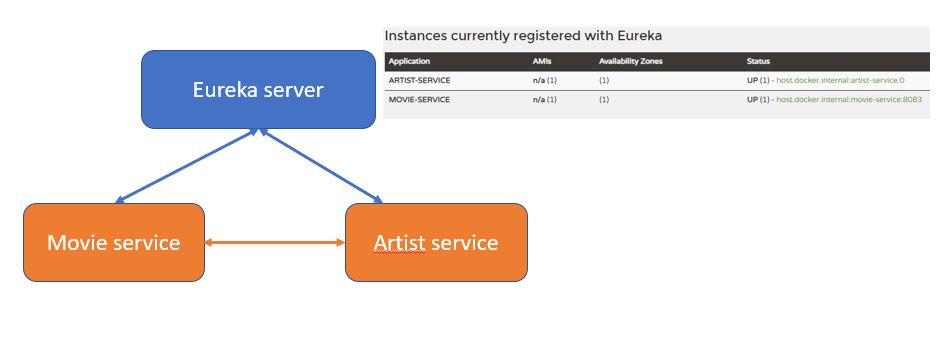 Instances currently registered with Eureka
Application AMIs Availability Zones Status
ARTIST-SERVICE n/a (1) (1) UP (1) - host.docker.internal:artist-service:0
MOVIE-SERVICE n/a (1) (1) UP (1) - host.docker.internal:movie-service:8083
Eureka server
Movie service
Artist service